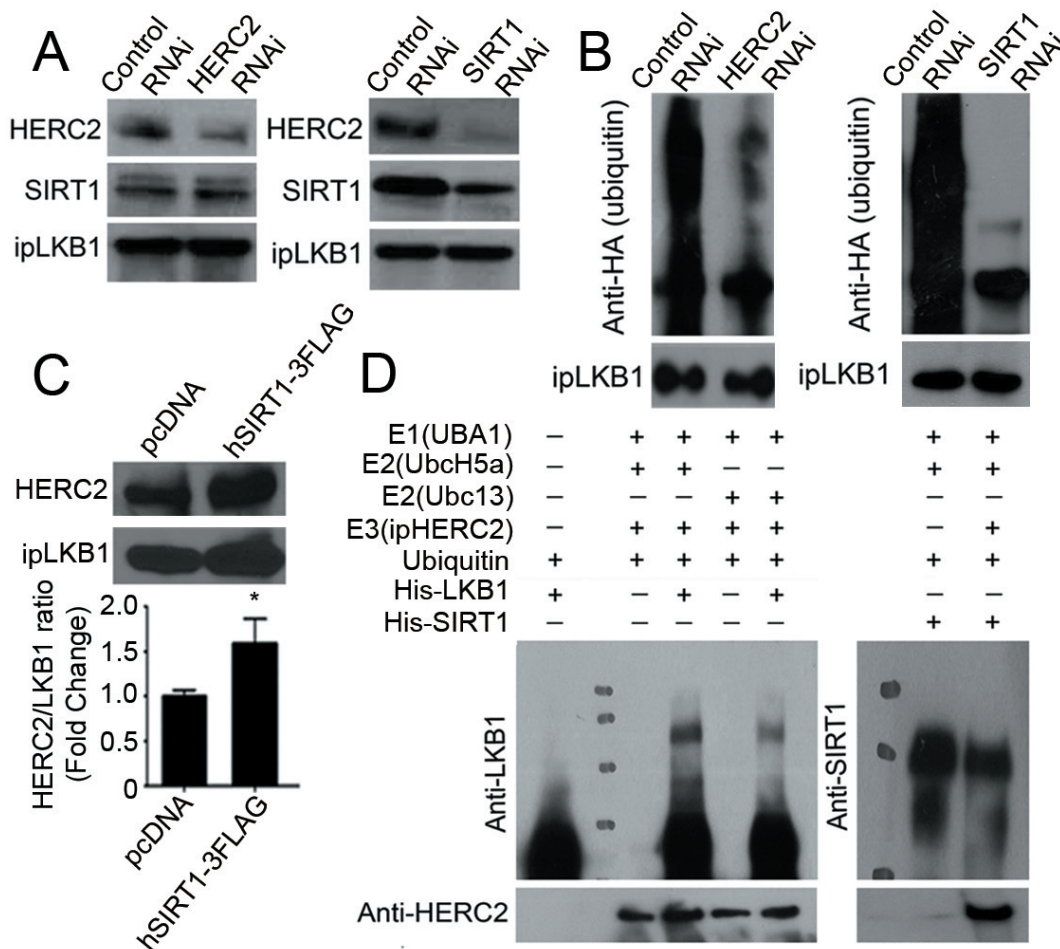 A
Control
RNAi
HERC2
RNAi
Control
RNAi
SIRT1
RNAi
HERC2
SIRT1
ipLKB1
HERC2
SIRT1
ipLKB1
B
Control
RNAi
HERC2
RNAi
Control
RNAi
SIRT1
RNAi
Anti-HA (ubiquitin)
ipLKB1
Anti-HA (ubiquitin)
ipLKB1
C
pcDNA
hSIRT1-3FLAG
HERC2
ipLKB1
HERC2/LKB1 ratio
(Fold Change)
2.0
1.5
1.0
0.5
0
*
pcDNA
hSIRT1-3FLAG
D
E1(UBA1) − + + + + + +
E2(UbcH5a) − + + − − + +
E2(Ubc13) − − − + + − −
E3(ipHERC2) − + + + + − +
Ubiquitin + + + + + + +
His-LKB1 + − + − + − −
His-SIRT1 − − − − − + +
Anti-LKB1
Anti-SIRT1
Anti-HERC2